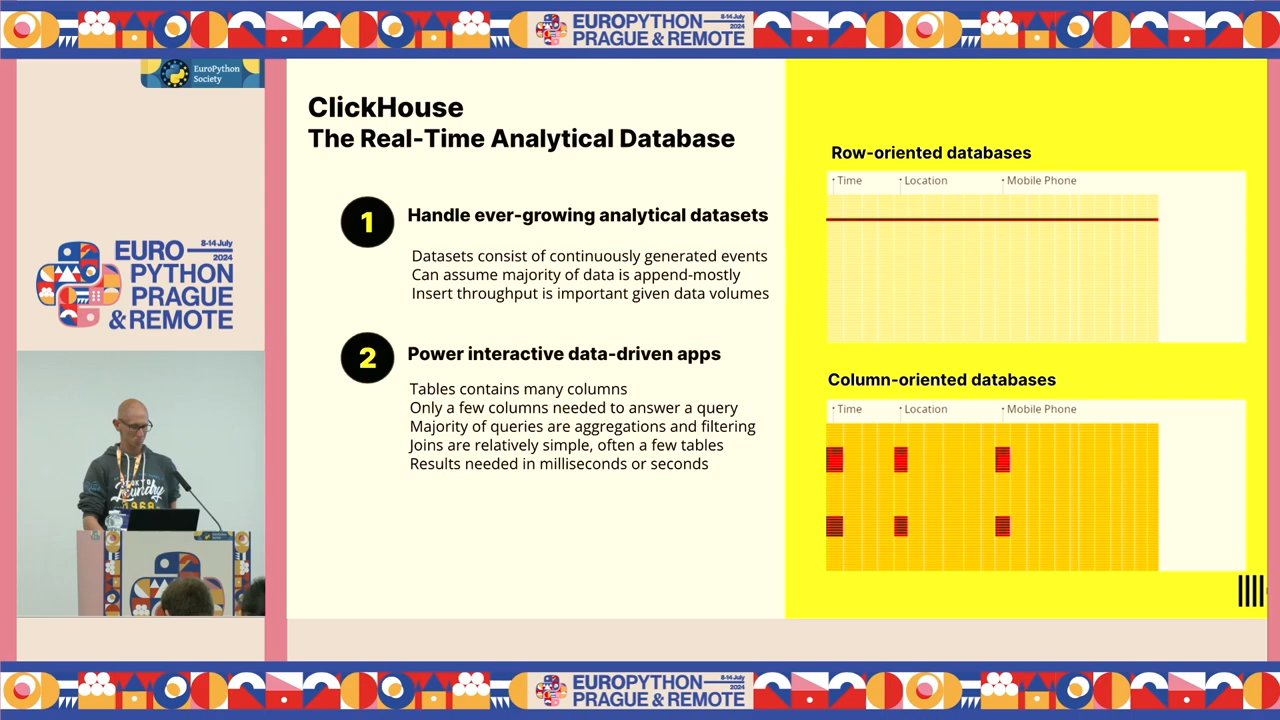 EUROPYTHON
8-14 July
2024
PRAGUE & REMOTE
EuroPython
Society
EURO
8-14 July
2024
PYTHON
PRAGUE
& REMOTE
TOKYO
Laundry
1968
ClickHouse
The Real-Time Analytical Database
1
Handle ever-growing analytical datasets
Datasets consist of continuously generated events
Can assume majority of data is append-mostly
Insert throughput is important given data volumes
2
Power interactive data-driven apps
Tables contains many columns
Only a few columns needed to answer a query
Majority of queries are aggregations and filtering
Joins are relatively simple, often a few tables
Results needed in milliseconds or seconds
Row-oriented databases
Time Location Mobile Phone
Column-oriented databases
Time Location Mobile Phone
EUROPYTHON
8-14 July
2024
PRAGUE & REMOTE